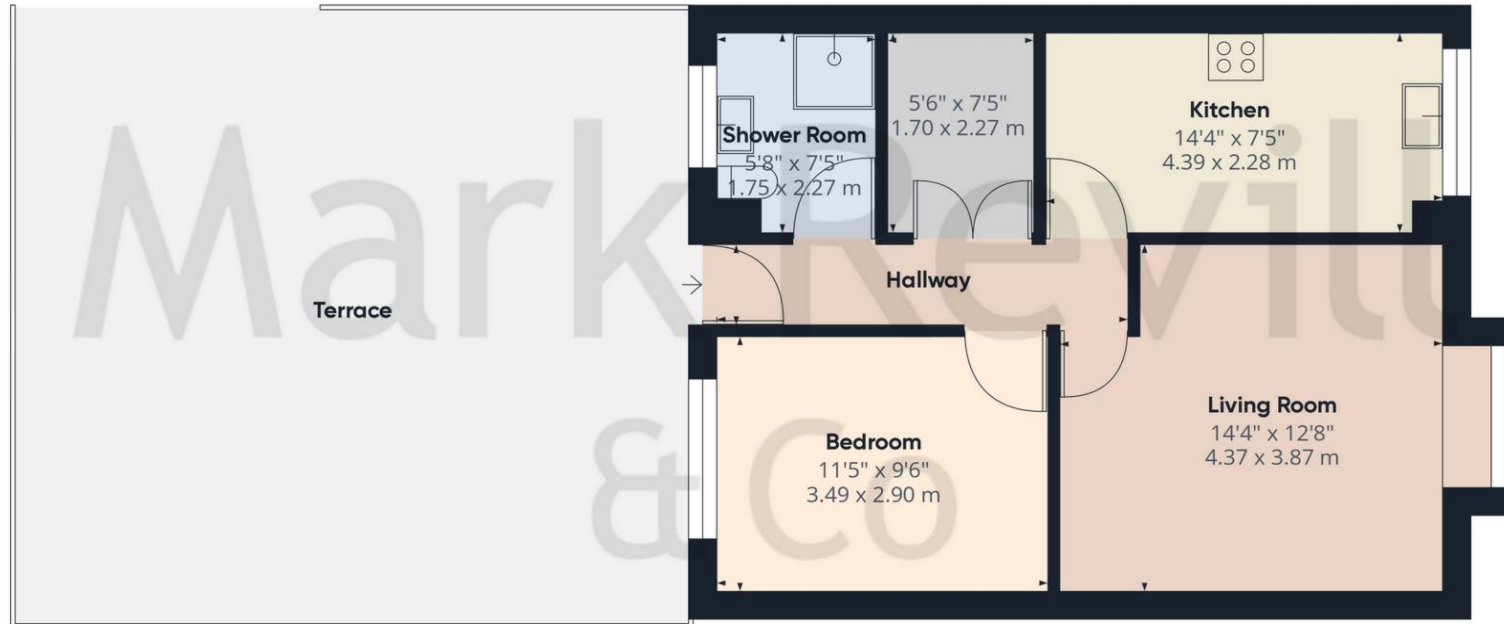 Mark Revill
& Co
Shower Room
5'8" x 7'5"
1.75 x 2.27 m
5'6" x 7'5"
1.70 x 2.27 m
Kitchen
14'4" x 7'5"
4.39 x 2.28 m
Hallway
Terrace
Bedroom
11'5" x 9'6"
3.49 x 2.90 m
Living Room
14'4" x 12'8"
4.37 x 3.87 m